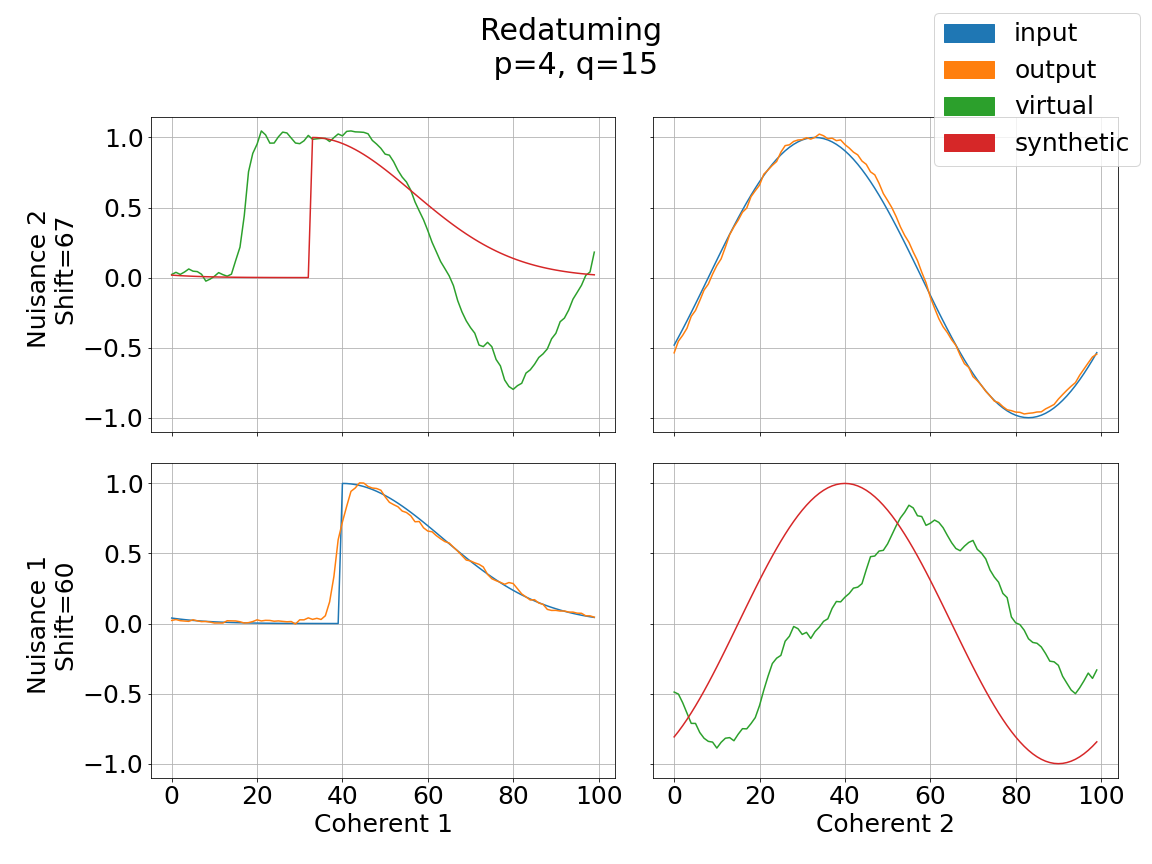 Redatuming
p=4, q=15
input
output
virtual
synthetic
Nuisance 2
Shift=67
1.0
0.5
0.0
−0.5
−1.0
Nuisance 1
Shift=60
1.0
0.5
0.0
−0.5
−1.0
0 20 40 60 80 100
Coherent 1
0 20 40 60 80 100
Coherent 2